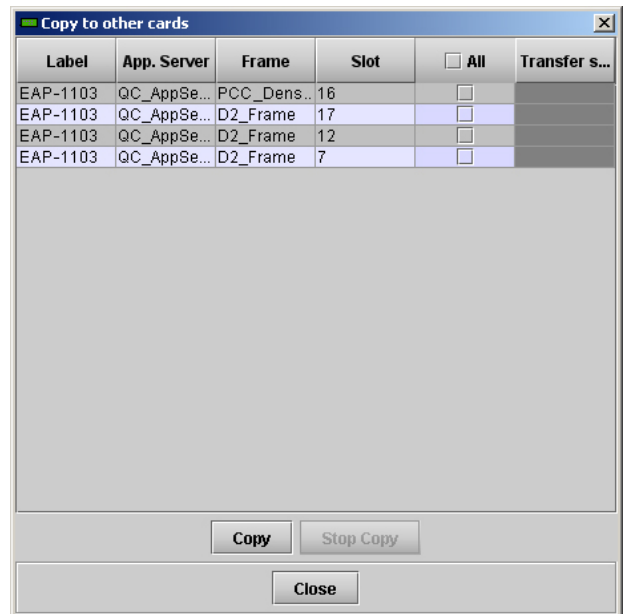 Copy to other cards
Label App. Server Frame Slot All Transfer s...
EAP-1103 QC_AppSe... PCC_Dens... 16
EAP-1103 QC_AppSe... D2_Frame 17
EAP-1103 QC_AppSe... D2_Frame 12
EAP-1103 QC_AppSe... D2_Frame 7
Copy Stop Copy
Close